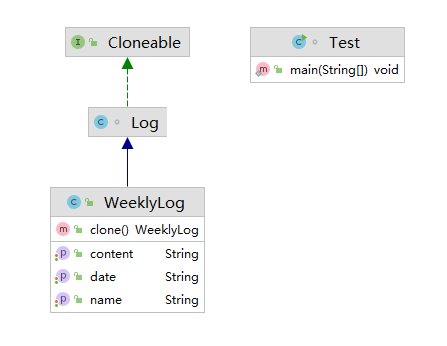 Cloneable
Log
WeeklyLog
clone() WeeklyLog
content String
date String
name String
Test
main(String[]) void